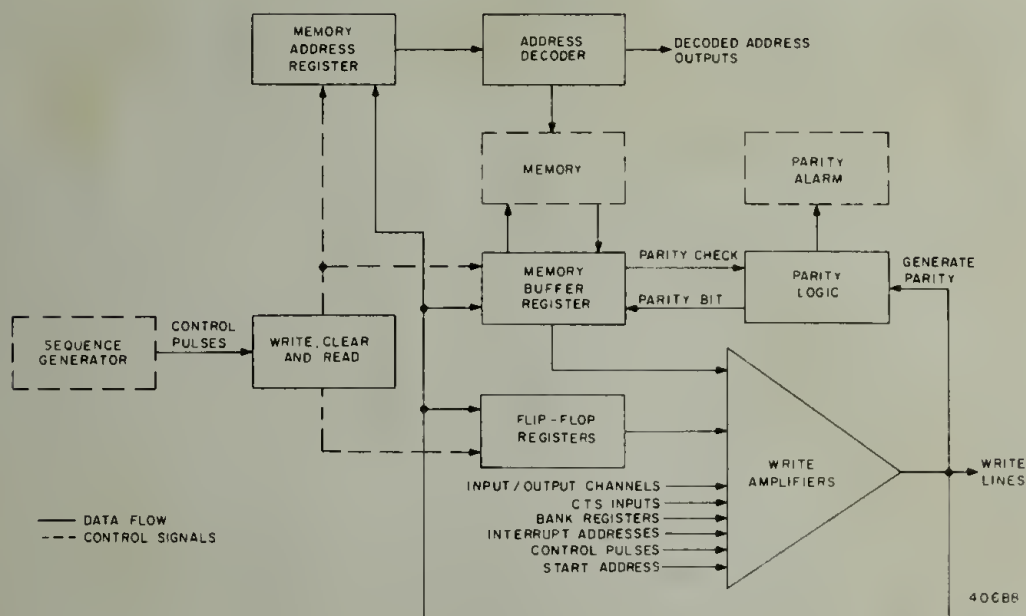 MEMORY
ADDRESS
REGISTER
ADDRESS
DECODER
DECODED ADDRESS
OUTPUTS
MEMORY
PARITY
ALARM
MEMORY
BUFFER
REGISTER
PARITY CHECK
PARITY BIT
PARITY
LOGIC
GENERATE
PARITY
SEQUENCE
GENERATOR
CONTROL
PULSES
WRITE, CLEAR
AND READ
FLIP-FLOP
REGISTERS
WRITE
AMPLIFIERS
WRITE
LINES
INPUT/OUTPUT CHANNELS
CTS INPUTS
BANK REGISTERS
INTERRUPT ADDRESSES
CONTROL PULSES
START ADDRESS
DATA FLOW
CONTROL SIGNALS